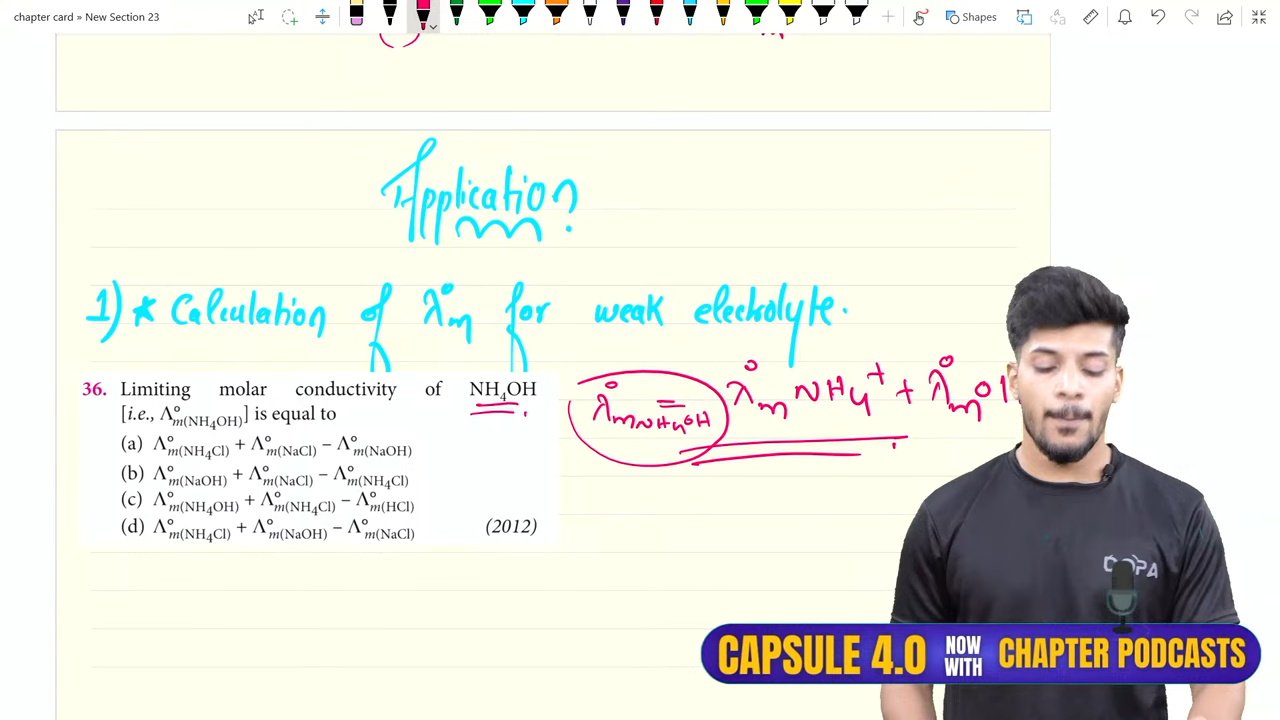 chapter card » New Section 23
Shapes
Application?
1) * Calculation of λ°m for weak electrolyte.
36. Limiting molar conductivity of NH₄OH
[i.e., Λ°m(NH₄OH)] is equal to
(a) Λ°m(NH₄Cl) + Λ°m(NaCl) – Λ°m(NaOH)
(b) Λ°m(NaOH) + Λ°m(NaCl) – Λ°m(NH₄Cl)
(c) Λ°m(NH₄OH) + Λ°m(NH₄Cl) – Λ°m(HCl)
(d) Λ°m(NH₄Cl) + Λ°m(NaOH) – Λ°m(NaCl) (2012)
λ°m NH₄OH = λ°m NH₄⁺ + λ°m
CAPSULE 4.0 NOW WITH CHAPTER PODCASTS